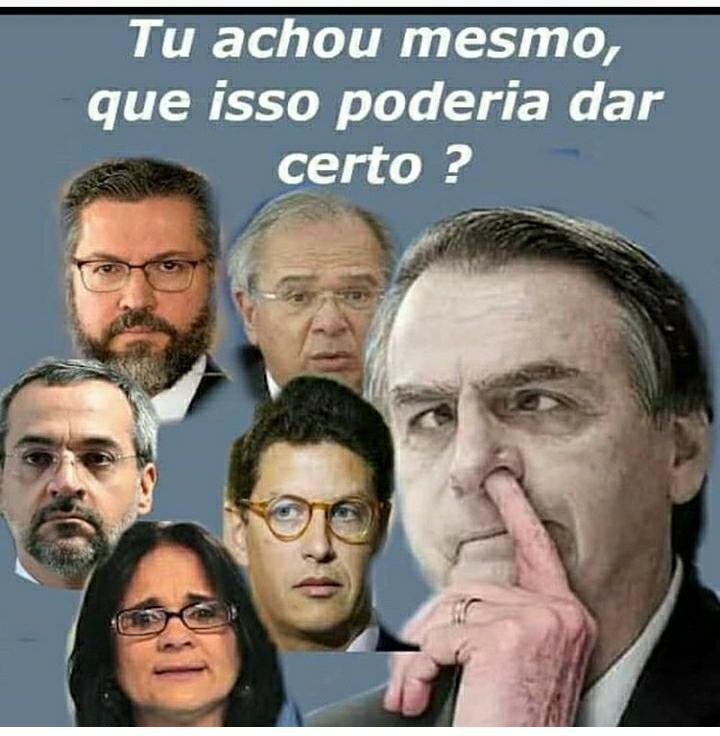 Tu achou mesmo,
que isso poderia dar
certo ?